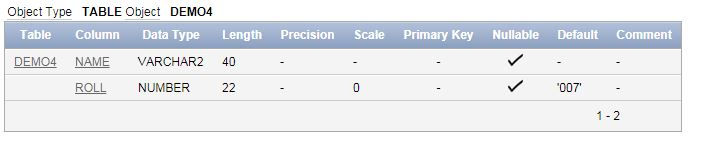 Object Type TABLE Object DEMO4
Table Column Data Type Length Precision Scale Primary Key Nullable Default Comment
DEMO4 NAME VARCHAR2 40 - - - ✓ - -
ROLL NUMBER 22 - 0 - ✓ '007' -
1 - 2